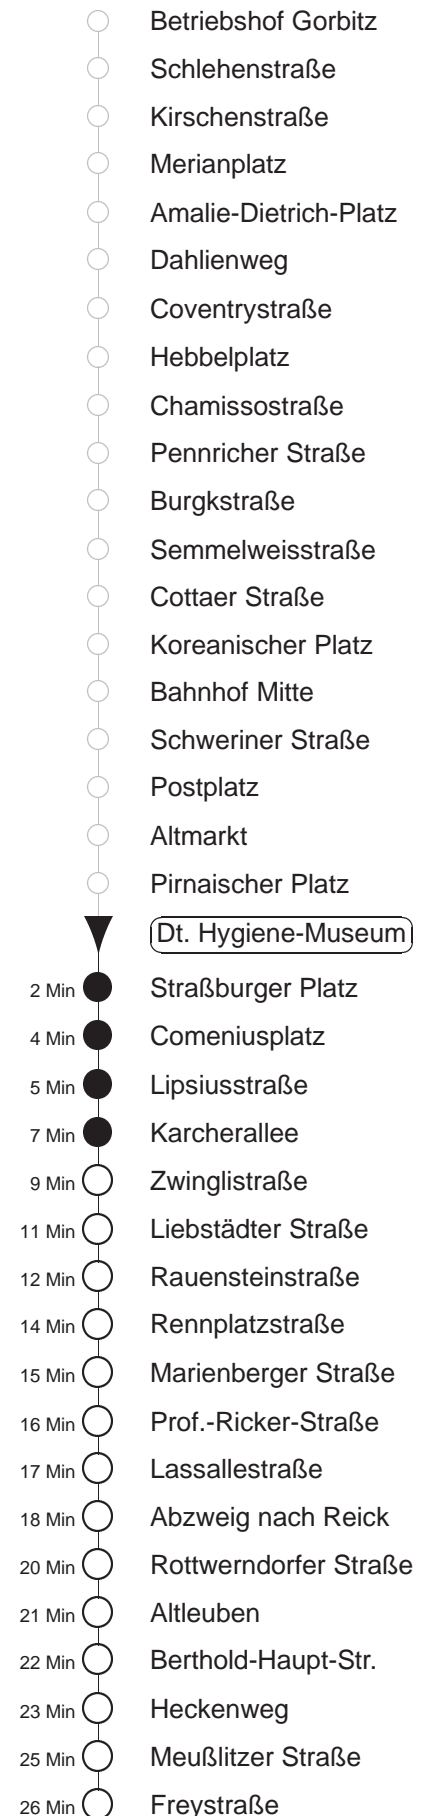 Betriebshof Gorbitz
Schlehenstraße
Kirschenstraße
Merianplatz
Amalie-Dietrich-Platz
Dahlienweg
Coventrystraße
Hebbelplatz
Chamissostraße
Pennricher Straße
Burgkstraße
Semmelweisstraße
Cottaer Straße
Koreanischer Platz
Bahnhof Mitte
Schweriner Straße
Postplatz
Altmarkt
Pirnaischer Platz
Dt. Hygiene-Museum
2 Min Straßburger Platz
4 Min Comeniusplatz
5 Min Lipsiusstraße
7 Min Karcherallee
9 Min Zwinglistraße
11 Min Liebstädter Straße
12 Min Rauensteinstraße
14 Min Rennplatzstraße
15 Min Marienberger Straße
16 Min Prof.-Ricker-Straße
17 Min Lassallestraße
18 Min Abzweig nach Reick
20 Min Rottwerndorfer Straße
21 Min Altleuben
22 Min Berthold-Haupt-Str.
23 Min Heckenweg
25 Min Meußlitzer Straße
26 Min Freystraße